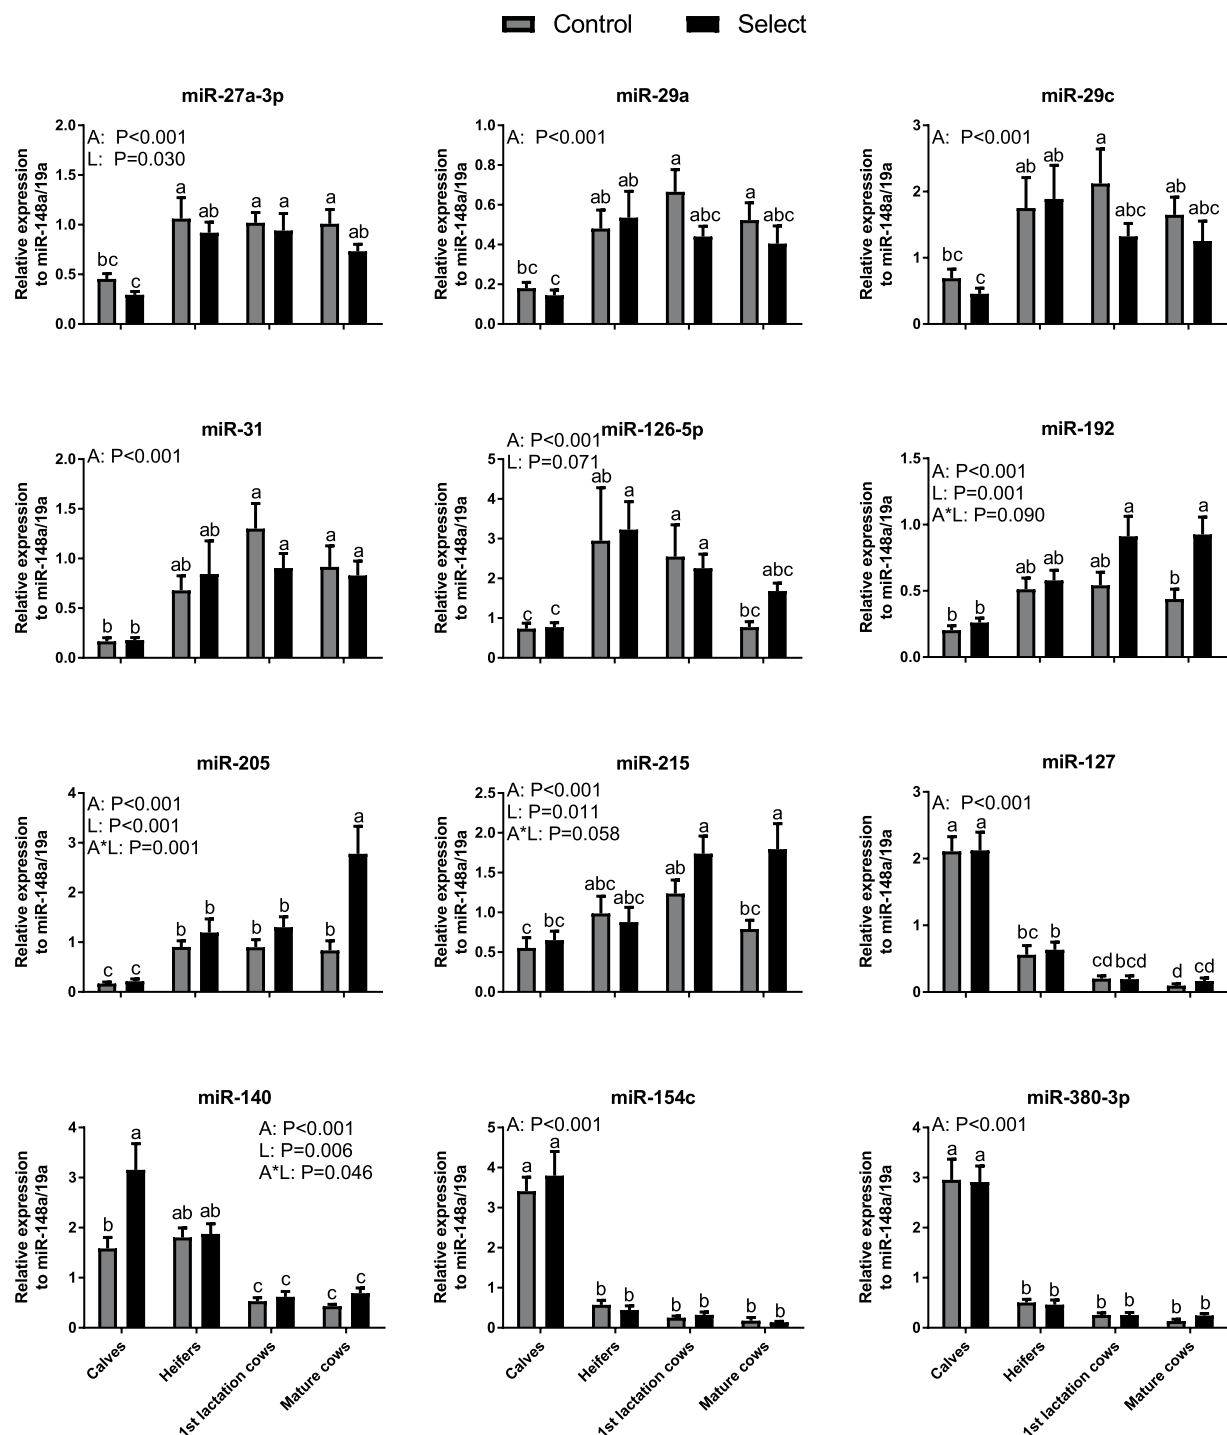 Control Select
miR-27a-3p
Relative expression
to miR-148a/19a
2.0
1.5
1.0
0.5
0.0
A: P<0.001
L: P=0.030
bc c a ab a a a ab
miR-29a
Relative expression
to miR-148a/19a
1.0
0.8
0.6
0.4
0.2
0.0
A: P<0.001
bc c ab ab a abc a abc
miR-29c
Relative expression
to miR-148a/19a
3
2
1
0
A: P<0.001
bc c ab ab a abc ab abc
miR-31
Relative expression
to miR-148a/19a
2.0
1.5
1.0
0.5
0.0
A: P<0.001
b b ab ab a a a a
miR-126-5p
Relative expression
to miR-148a/19a
5
4
3
2
1
0
A: P<0.001
L: P=0.071
c c ab a a a bc abc
miR-192
Relative expression
to miR-148a/19a
1.5
1.0
0.5
0.0
A: P<0.001
L: P=0.001
A*L: P=0.090
b b ab ab ab a b a
miR-205
Relative expression
to miR-148a/19a
4
3
2
1
0
A: P<0.001
L: P<0.001
A*L: P=0.001
c c b b b b b a
miR-215
Relative expression
to miR-148a/19a
2.5
2.0
1.5
1.0
0.5
0.0
A: P<0.001
L: P=0.011
A*L: P=0.058
c bc abc abc ab a bc a
miR-127
Relative expression
to miR-148a/19a
3
2
1
0
A: P<0.001
a a bc b cd bcd d cd
miR-140
Relative expression
to miR-148a/19a
4
3
2
1
0
A: P<0.001
L: P=0.006
A*L: P=0.046
b a ab ab c c c c
Calves
Heifers
1st lactation cows
Mature cows
miR-154c
Relative expression
to miR-148a/19a
5
4
3
2
1
0
A: P<0.001
a a b b b b b b
Calves
Heifers
1st lactation cows
Mature cows
miR-380-3p
Relative expression
to miR-148a/19a
4
3
2
1
0
A: P<0.001
a a b b b b b b
Calves
Heifers
1st lactation cows
Mature cows